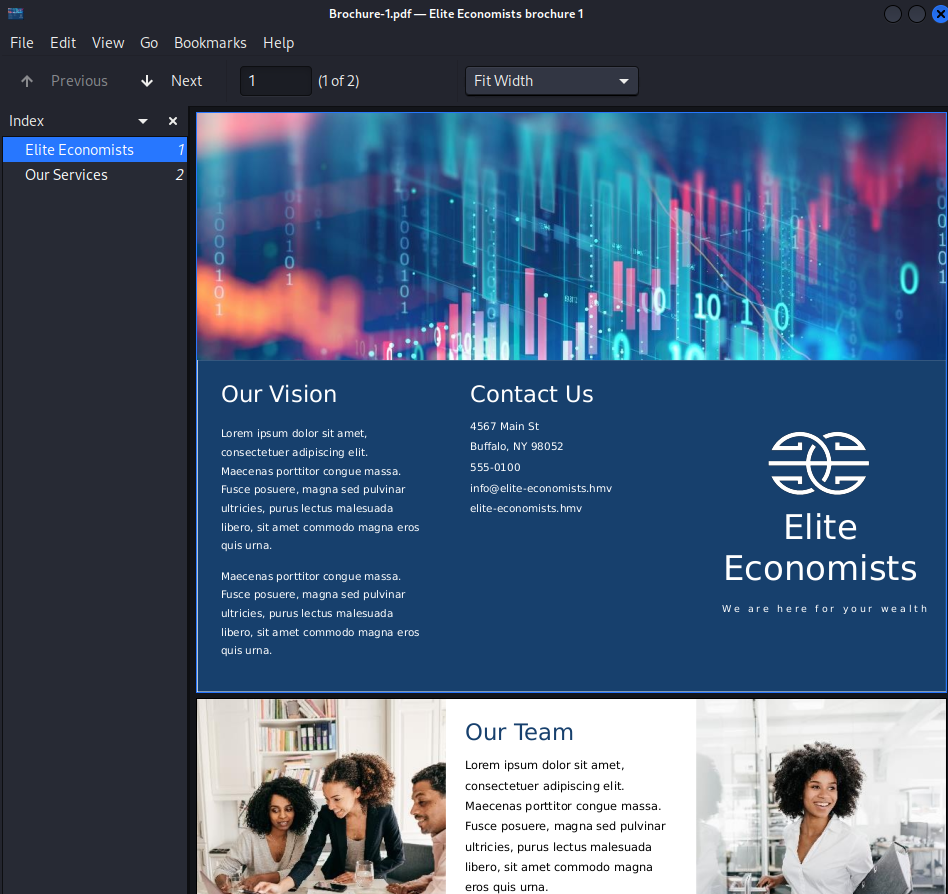 Brochure-1.pdf — Elite Economists brochure 1
File Edit View Go Bookmarks Help
Previous Next 1 (1 of 2) Fit Width
Index
Elite Economists 1
Our Services 2
Our Vision
Lorem ipsum dolor sit amet,
consectetuer adipiscing elit.
Maecenas porttitor congue massa.
Fusce posuere, magna sed pulvinar
ultricies, purus lectus malesuada
libero, sit amet commodo magna eros
quis urna.
Maecenas porttitor congue massa.
Fusce posuere, magna sed pulvinar
ultricies, purus lectus malesuada
libero, sit amet commodo magna eros
quis urna.
Contact Us
4567 Main St
Buffalo, NY 98052
555-0100
info@elite-economists.hmv
elite-economists.hmv
Elite
Economists
We are here for your wealth
Our Team
Lorem ipsum dolor sit amet,
consectetuer adipiscing elit.
Maecenas porttitor congue massa.
Fusce posuere, magna sed pulvinar
ultricies, purus lectus malesuada
libero, sit amet commodo magna
eros quis urna.